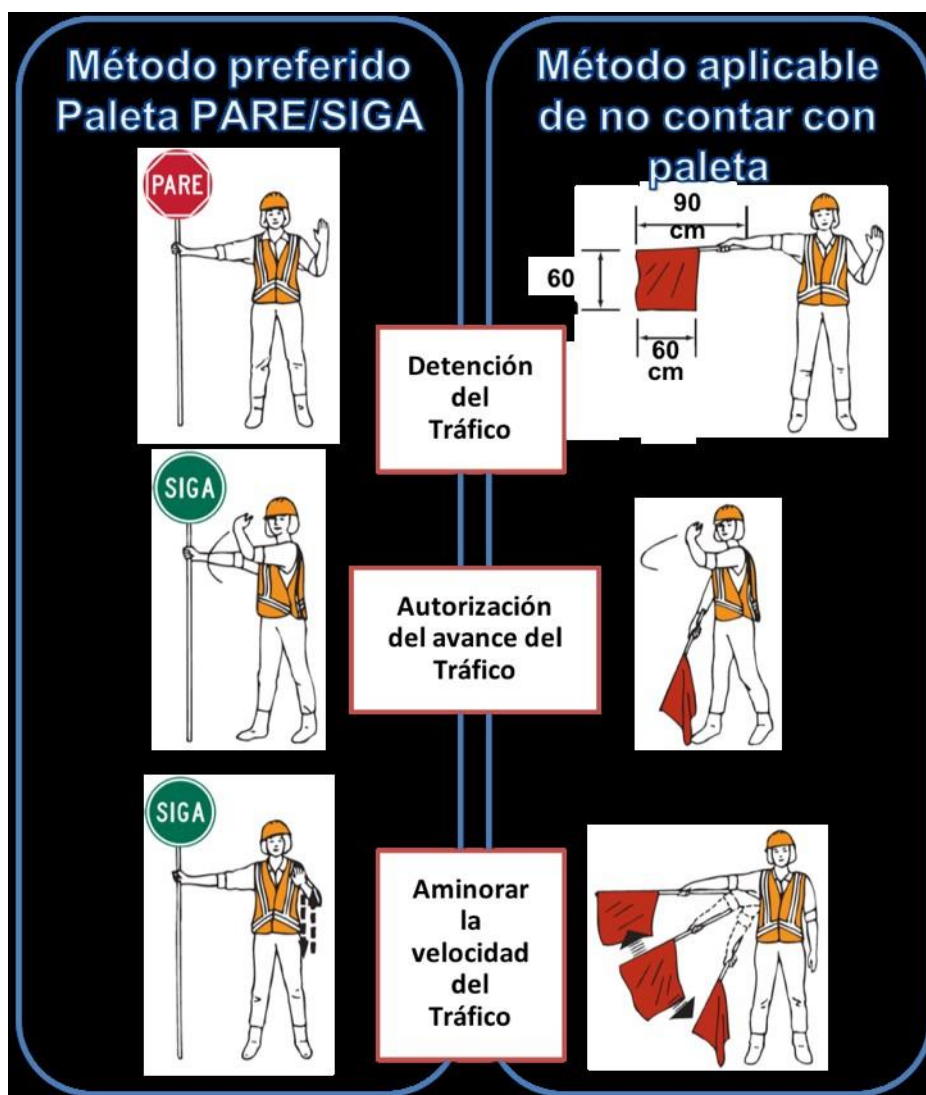 Método preferido
Paleta PARE/SIGA
Método aplicable
de no contar con
paleta
PARE
90
cm
60
60
cm
Detención
del
Tráfico
SIGA
Autorización
del avance del
Tráfico
SIGA
Aminorar
la
velocidad
del
Tráfico